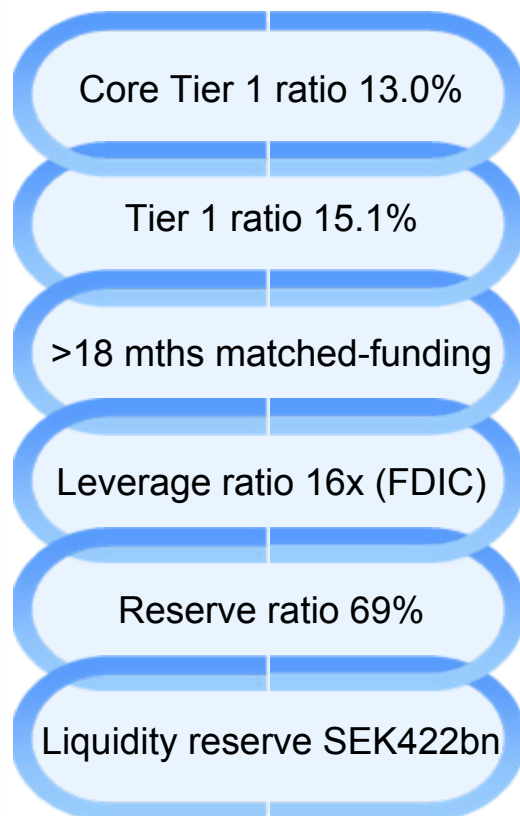 Core Tier 1 ratio 13.0%
Tier 1 ratio 15.1%
>18 mths matched-funding
Leverage ratio 16x (FDIC)
Reserve ratio 69%
Liquidity reserve SEK422bn